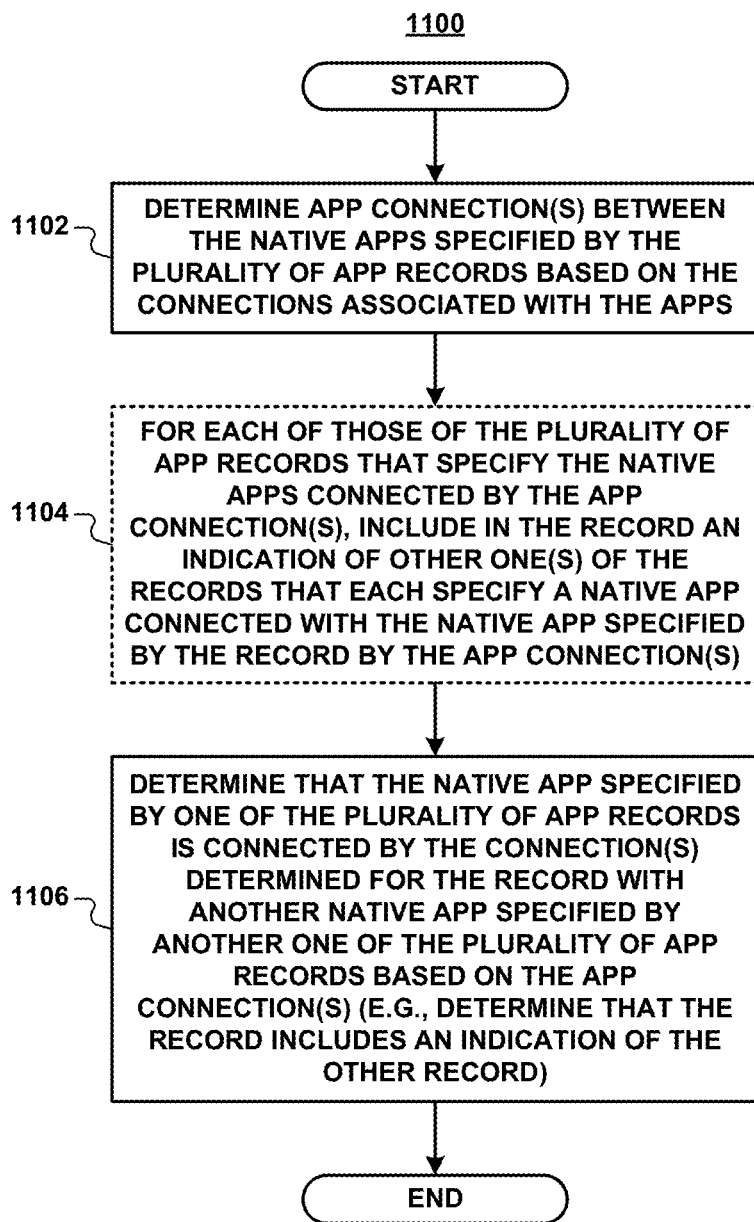 1100
START
1102
DETERMINE APP CONNECTION(S) BETWEEN
THE NATIVE APPS SPECIFIED BY THE
PLURALITY OF APP RECORDS BASED ON THE
CONNECTIONS ASSOCIATED WITH THE APPS
1104
FOR EACH OF THOSE OF THE PLURALITY OF
APP RECORDS THAT SPECIFY THE NATIVE
APPS CONNECTED BY THE APP
CONNECTION(S), INCLUDE IN THE RECORD AN
INDICATION OF OTHER ONE(S) OF THE
RECORDS THAT EACH SPECIFY A NATIVE APP
CONNECTED WITH THE NATIVE APP SPECIFIED
BY THE RECORD BY THE APP CONNECTION(S)
1106
DETERMINE THAT THE NATIVE APP SPECIFIED
BY ONE OF THE PLURALITY OF APP RECORDS
IS CONNECTED BY THE CONNECTION(S)
DETERMINED FOR THE RECORD WITH
ANOTHER NATIVE APP SPECIFIED BY
ANOTHER ONE OF THE PLURALITY OF APP
RECORDS BASED ON THE APP
CONNECTION(S) (E.G., DETERMINE THAT THE
RECORD INCLUDES AN INDICATION OF THE
OTHER RECORD)
END